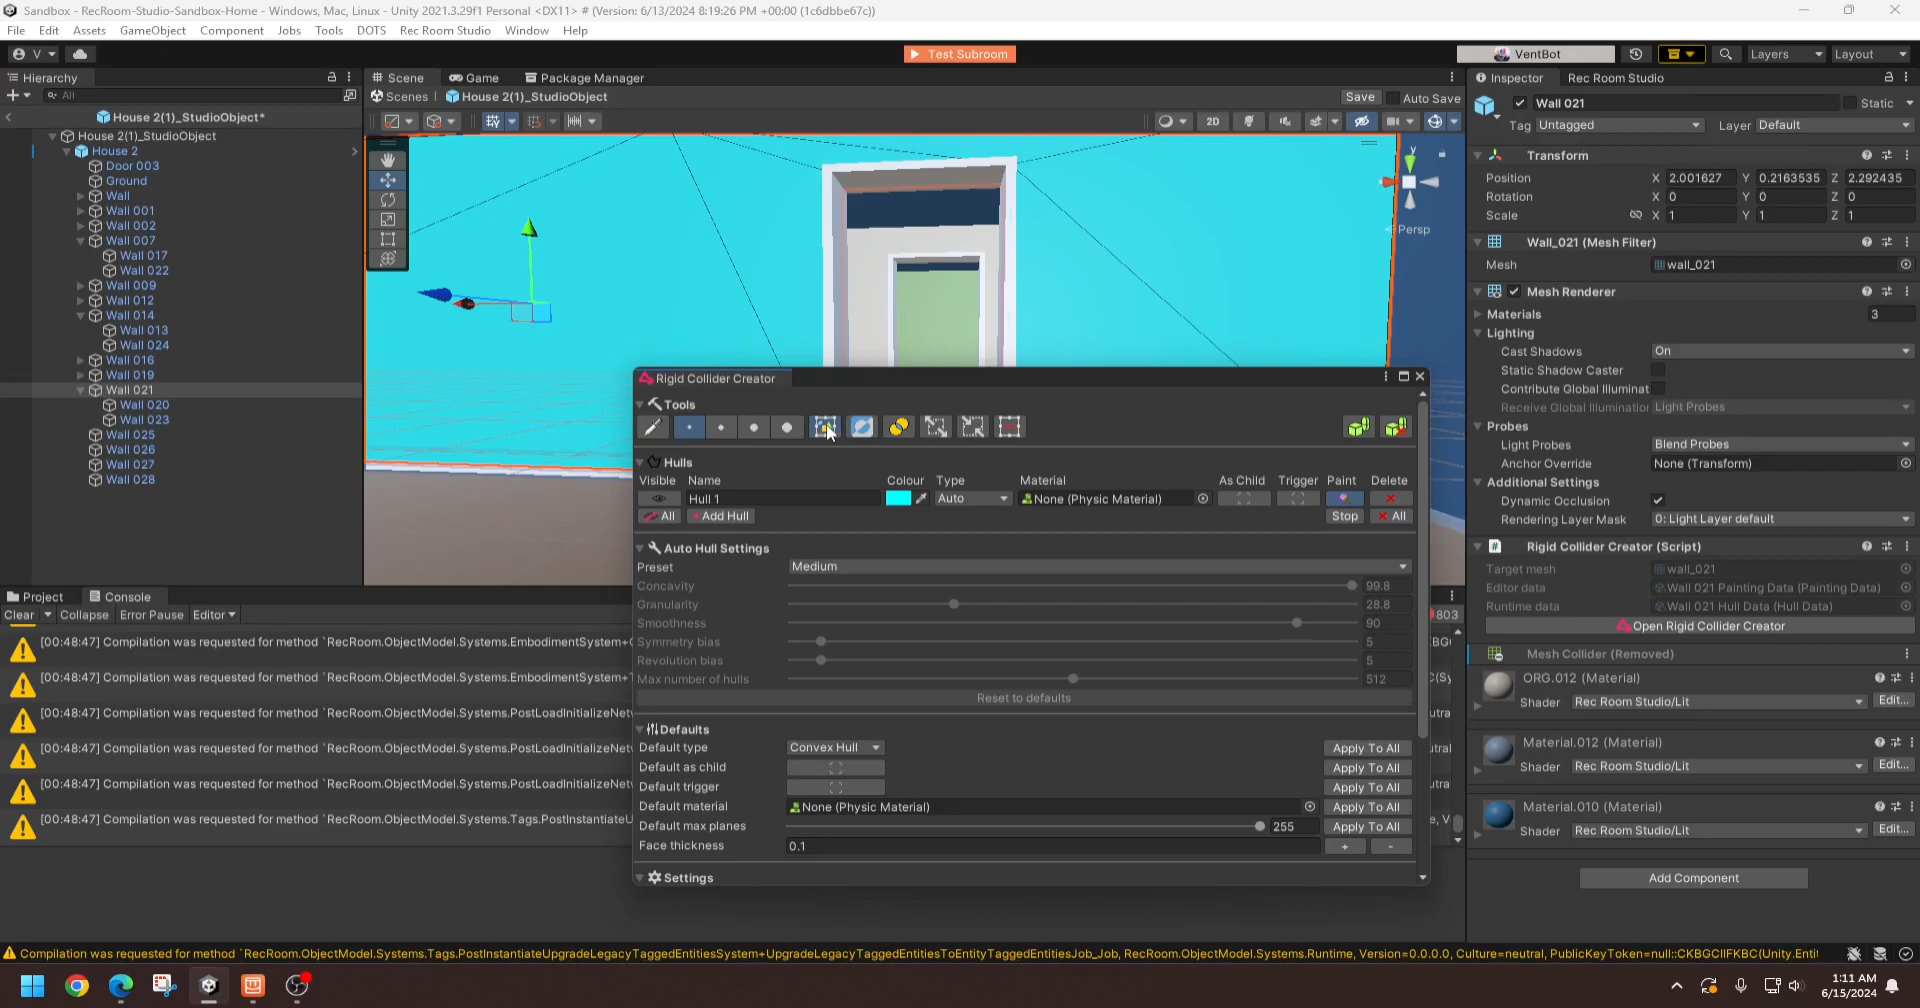 Sandbox - RecRoom-Studio-Sandbox-Home - Windows, Mac, Linux - Unity 2021.3.29f1 Personal <DX11> # (Version: 6/13/2024 8:19:26 PM +00:00 (1c6dbbe67c))
File Edit Assets GameObject Component Jobs Tools DOTS Rec Room Studio Window Help
V Test Subroom VentBot Layers Layout
Hierarchy Scene Game Package Manager Inspector Rec Room Studio
All Scenes House 2(1)_StudioObject Save Auto Save
Wall 021 Static
Tag Untagged Layer Default
House 2(1)_StudioObject*
House 2(1)_StudioObject
House 2
Door 003
Ground
Wall
Wall 001
Wall 002
Wall 007
Wall 017
Wall 022
Wall 009
Wall 012
Wall 014
Wall 013
Wall 024
Wall 016
Wall 019
Wall 021
Wall 020
Wall 023
Wall 025
Wall 026
Wall 027
Wall 028
2D
y
Persp
Transform
Position X 2.001627 Y 0.2163535 Z 2.292435
Rotation X 0 Y 0 Z 0
Scale X 1 Y 1 Z 1
Wall_021 (Mesh Filter)
Mesh wall_021
Mesh Renderer
Materials 3
Lighting
Cast Shadows On
Static Shadow Caster
Contribute Global Illuminat
Receive Global Illumination Light Probes
Probes
Light Probes Blend Probes
Anchor Override None (Transform)
Additional Settings
Dynamic Occlusion
Rendering Layer Mask 0: Light Layer default
Rigid Collider Creator (Script)
Target mesh wall_021
Editor data Wall 021 Painting Data (Painting Data)
Runtime data Wall 021 Hull Data (Hull Data)
Open Rigid Collider Creator
Mesh Collider (Removed)
ORG.012 (Material)
Shader Rec Room Studio/Lit Edit...
Material.012 (Material)
Shader Rec Room Studio/Lit Edit...
Material.010 (Material)
Shader Rec Room Studio/Lit Edit...
Add Component
Rigid Collider Creator
Tools
Hulls
Visible Name Colour Type Material As Child Trigger Paint Delete
Hull 1 Auto None (Physic Material)
All Add Hull Stop All
Auto Hull Settings
Preset Medium
Concavity 99.8
Granularity 28.8
Smoothness 90
Symmetry bias 5
Revolution bias 5
Max number of hulls 512
Reset to defaults
Defaults
Default type Convex Hull Apply To All
Default as child Apply To All
Default trigger Apply To All
Default material None (Physic Material) Apply To All
Default max planes 255 Apply To All
Face thickness 0.1 + -
Settings
Project Console
Clear Collapse Error Pause Editor 803
[00:48:47] Compilation was requested for method `RecRoom.ObjectModel.Systems.EmbodimentSystem+
[00:48:47] Compilation was requested for method `RecRoom.ObjectModel.Systems.EmbodimentSystem+
[00:48:47] Compilation was requested for method `RecRoom.ObjectModel.Systems.PostLoadInitializeNet
[00:48:47] Compilation was requested for method `RecRoom.ObjectModel.Systems.PostLoadInitializeNet
[00:48:47] Compilation was requested for method `RecRoom.ObjectModel.Systems.PostLoadInitializeNet
[00:48:47] Compilation was requested for method `RecRoom.ObjectModel.Systems.Tags.PostInstantiateU
Compilation was requested for method `RecRoom.ObjectModel.Systems.Tags.PostInstantiateUpgradeLegacyTaggedEntitiesSystem+UpgradeLegacyTaggedEntitiesToEntityTaggedEntitiesJob_Job, RecRoom.ObjectModel.Systems.Runtime, Version=0.0.0.0, Culture=neutral, PublicKeyToken=null::CKBGCIIFKBC(Unity.Enti
1:11 AM
6/15/2024